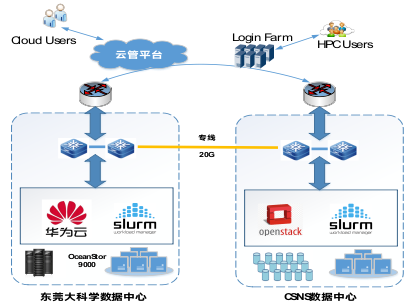 Cloud Users
云管平台
Login Farm
HPC Users
专线
20G
华为云
slurm
workload manager
openstack
slurm
workload manager
OceanStor
9000
东莞大科学数据中心
CSNS数据中心